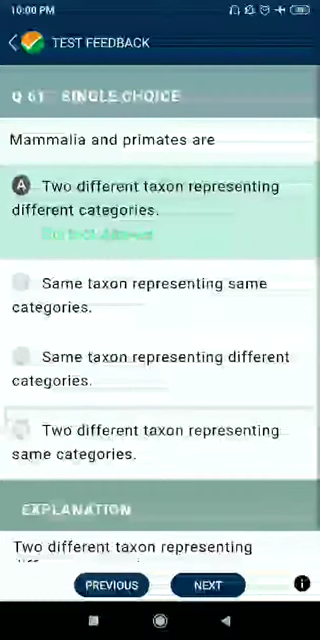 10:00 PM
TEST FEEDBACK
Q 61 SINGLE CHOICE
Mammalia and primates are
A Two different taxon representing
different categories.
Same taxon representing same
categories.
Same taxon representing different
categories.
Two different taxon representing
same categories.
EXPLANATION
Two different taxon representing
PREVIOUS
NEXT